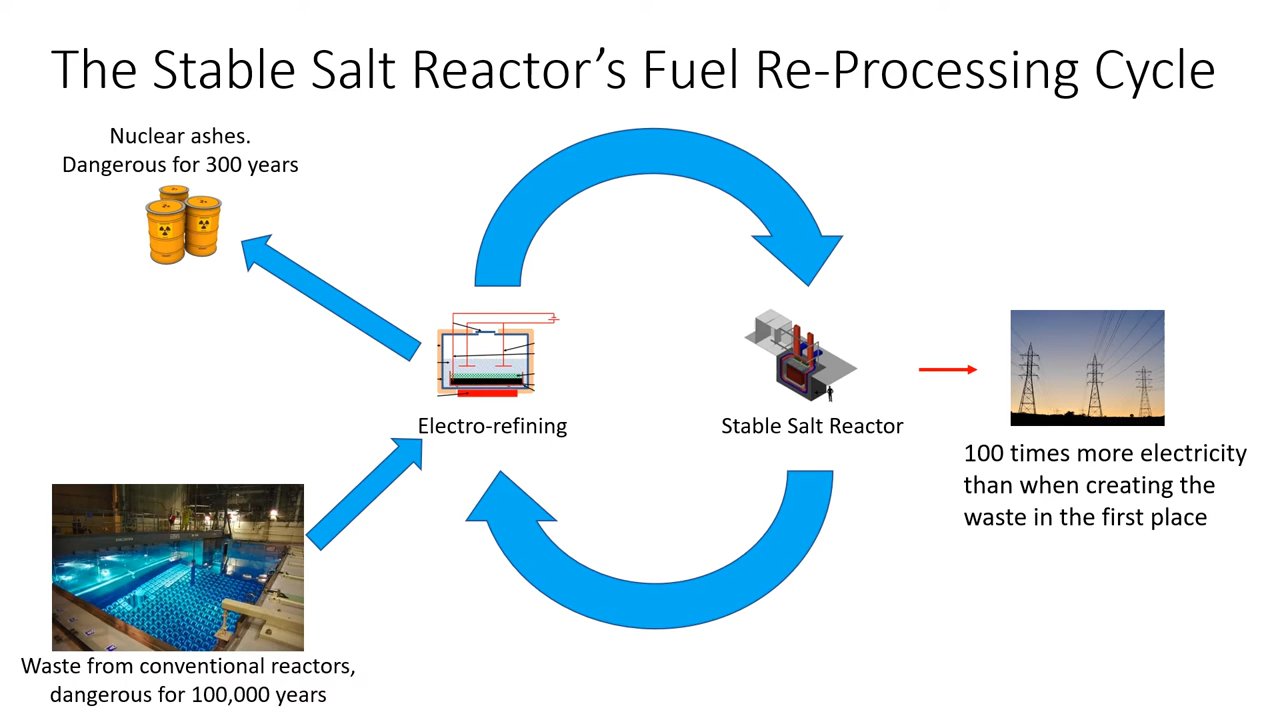 The Stable Salt Reactor’s Fuel Re-Processing Cycle
Nuclear ashes.
Dangerous for 300 years
Electro-refining
Stable Salt Reactor
100 times more electricity
than when creating the
waste in the first place
Waste from conventional reactors,
dangerous for 100,000 years